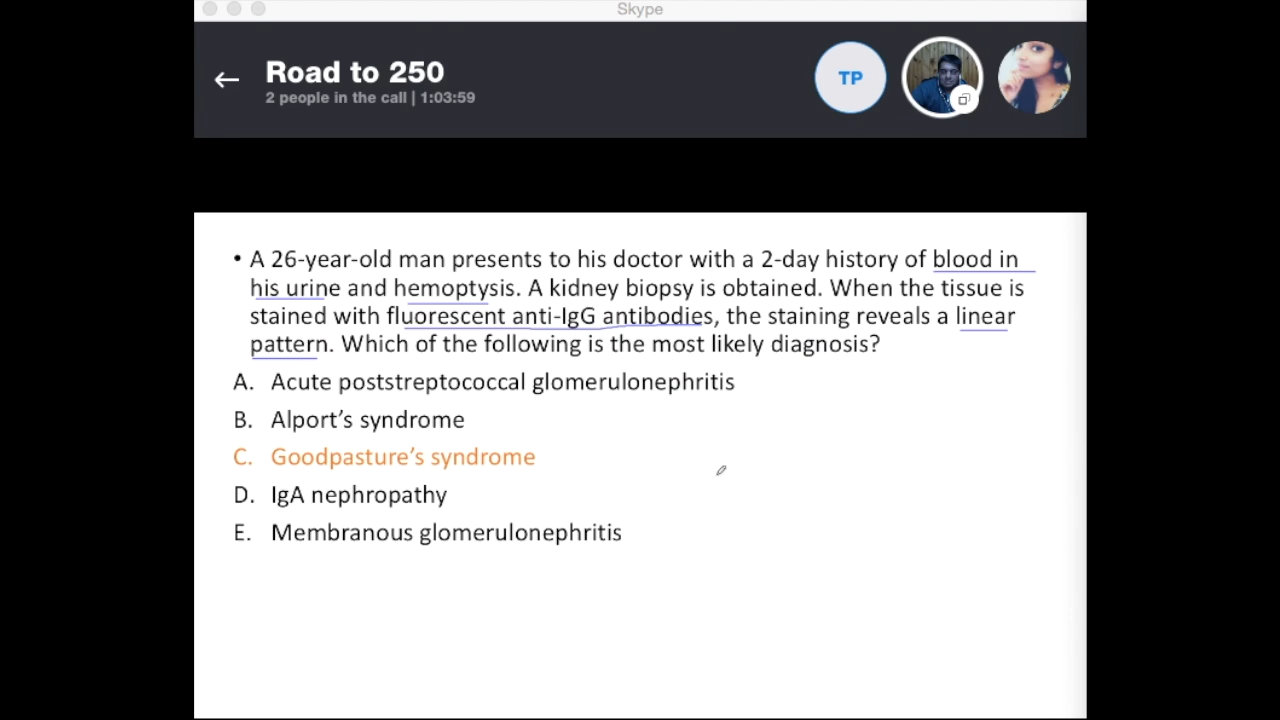 Skype
Road to 250
2 people in the call | 1:03:59
TP
• A 26-year-old man presents to his doctor with a 2-day history of blood in
his urine and hemoptysis. A kidney biopsy is obtained. When the tissue is
stained with fluorescent anti-IgG antibodies, the staining reveals a linear
pattern. Which of the following is the most likely diagnosis?
A. Acute poststreptococcal glomerulonephritis
B. Alport’s syndrome
C. Goodpasture’s syndrome
D. IgA nephropathy
E. Membranous glomerulonephritis